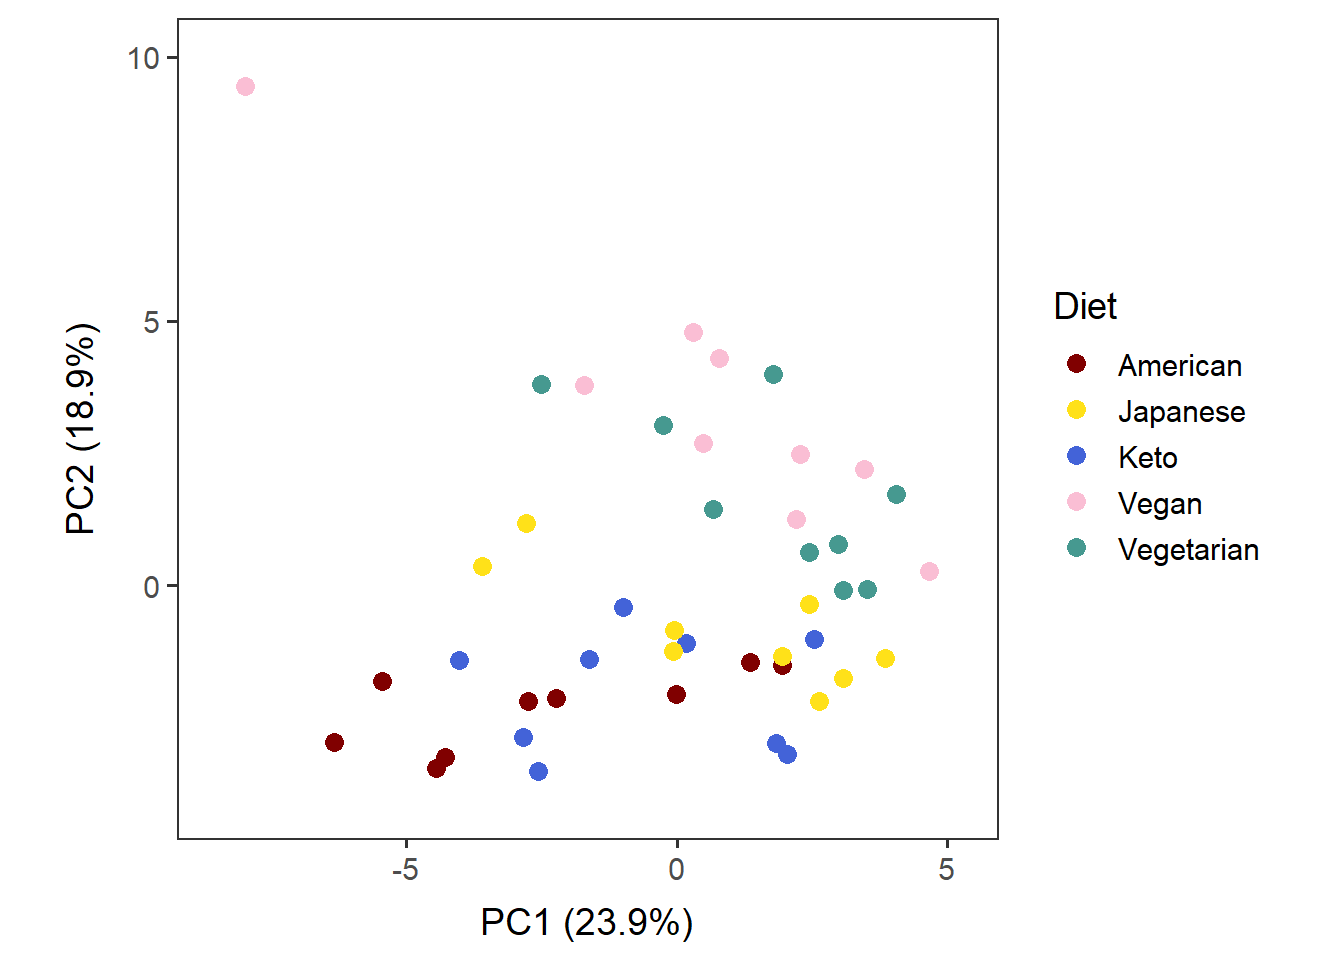 10
5
0
-5
0
5
PC2 (18.9%)
PC1 (23.9%)
Diet
American
Japanese
Keto
Vegan
Vegetarian